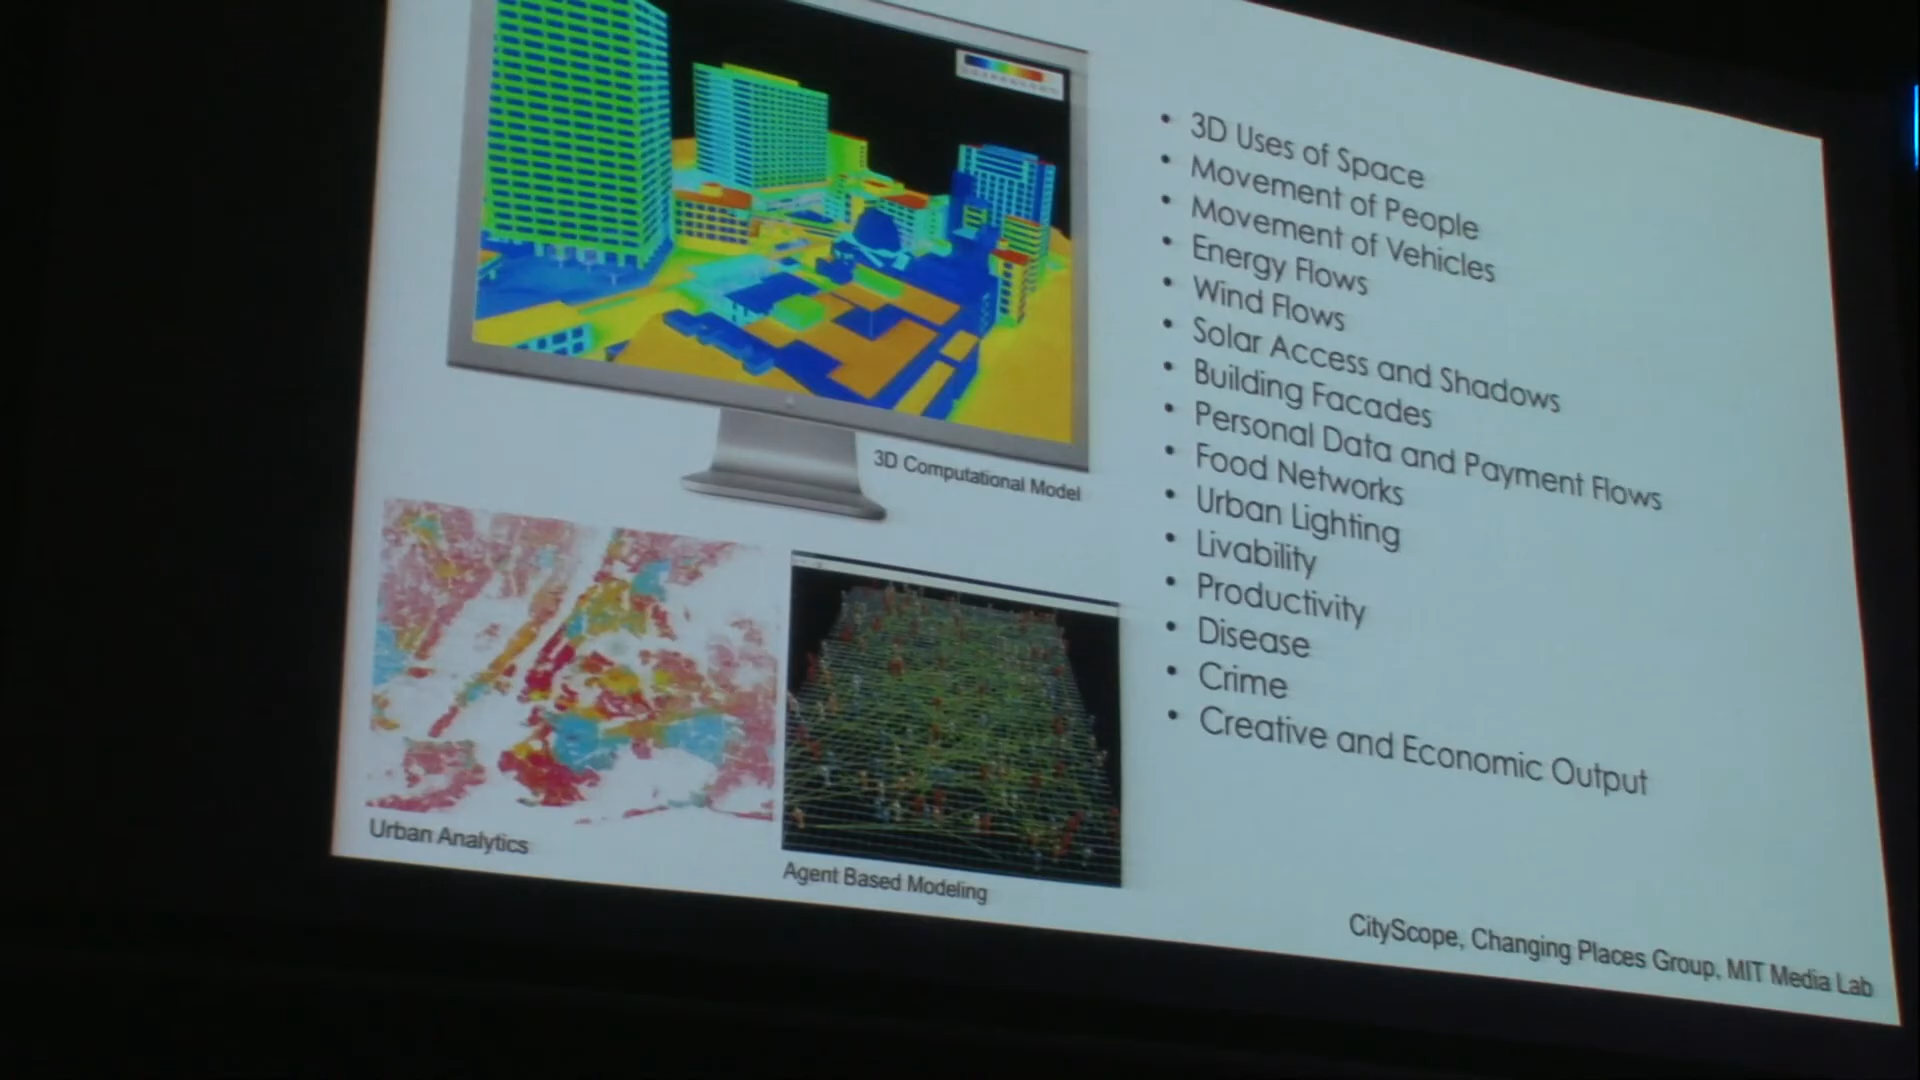 3D Computational Model
Urban Analytics
Agent Based Modeling
• 3D Uses of Space
• Movement of People
• Movement of Vehicles
• Energy Flows
• Wind Flows
• Solar Access and Shadows
• Building Facades
• Personal Data and Payment Flows
• Food Networks
• Urban Lighting
• Livability
• Productivity
• Disease
• Crime
• Creative and Economic Output
CityScope, Changing Places Group, MIT Media Lab